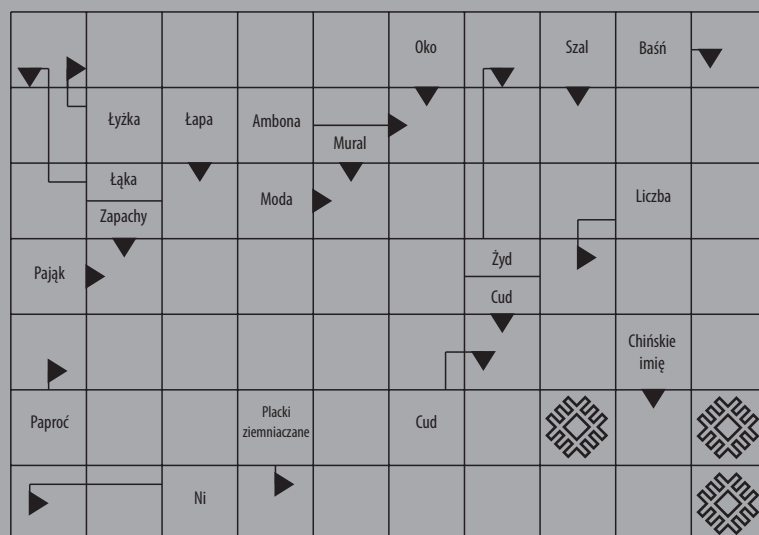 Oko
Szal
Baśń
Łyżka
Łapa
Ambona
Mural
Łąka
Zapachy
Moda
Liczba
Pająk
Żyd
Cud
Chińskie
imię
Paproć
Placki
ziemniaczane
Cud
Ni